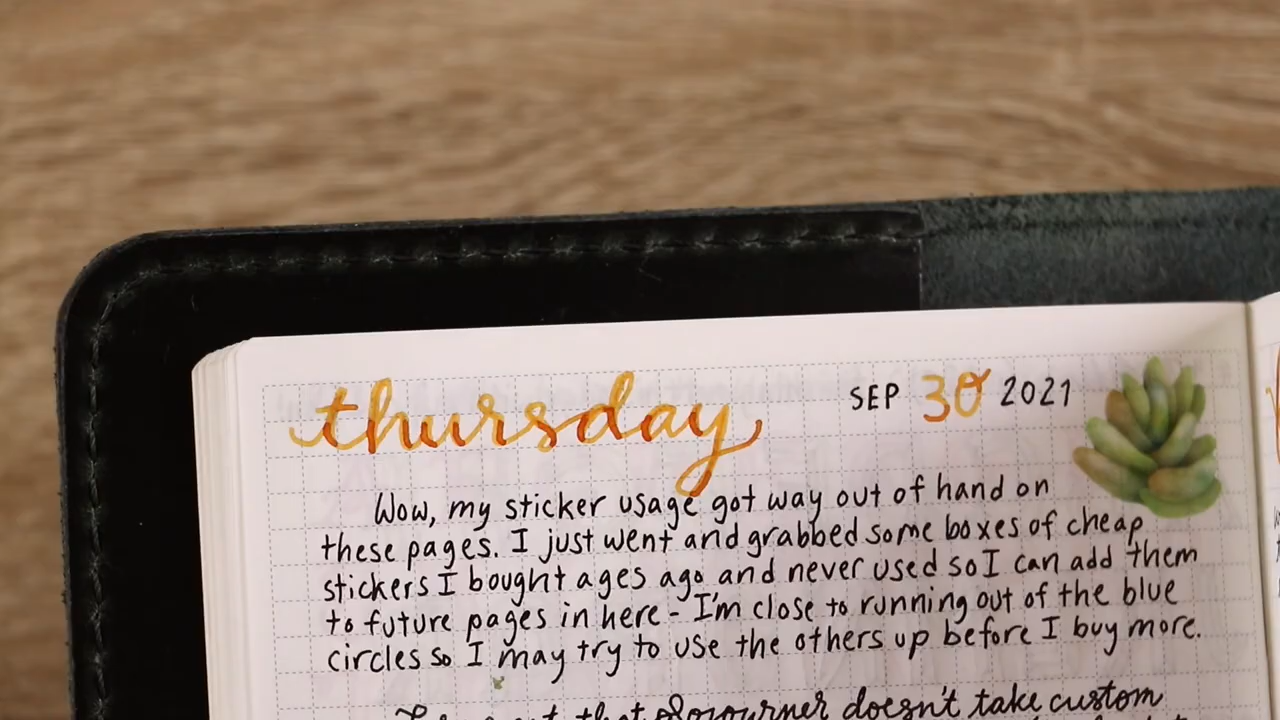 thursday SEP 30 2021
Wow, my sticker usage got way out of hand on
these pages. I just went and grabbed some boxes of cheap
stickers I bought ages ago and never used so I can add them
to future pages in here - I'm close to running out of the blue
circles so I may try to use the others up before I buy more.
that Sojourner doesn't take custom